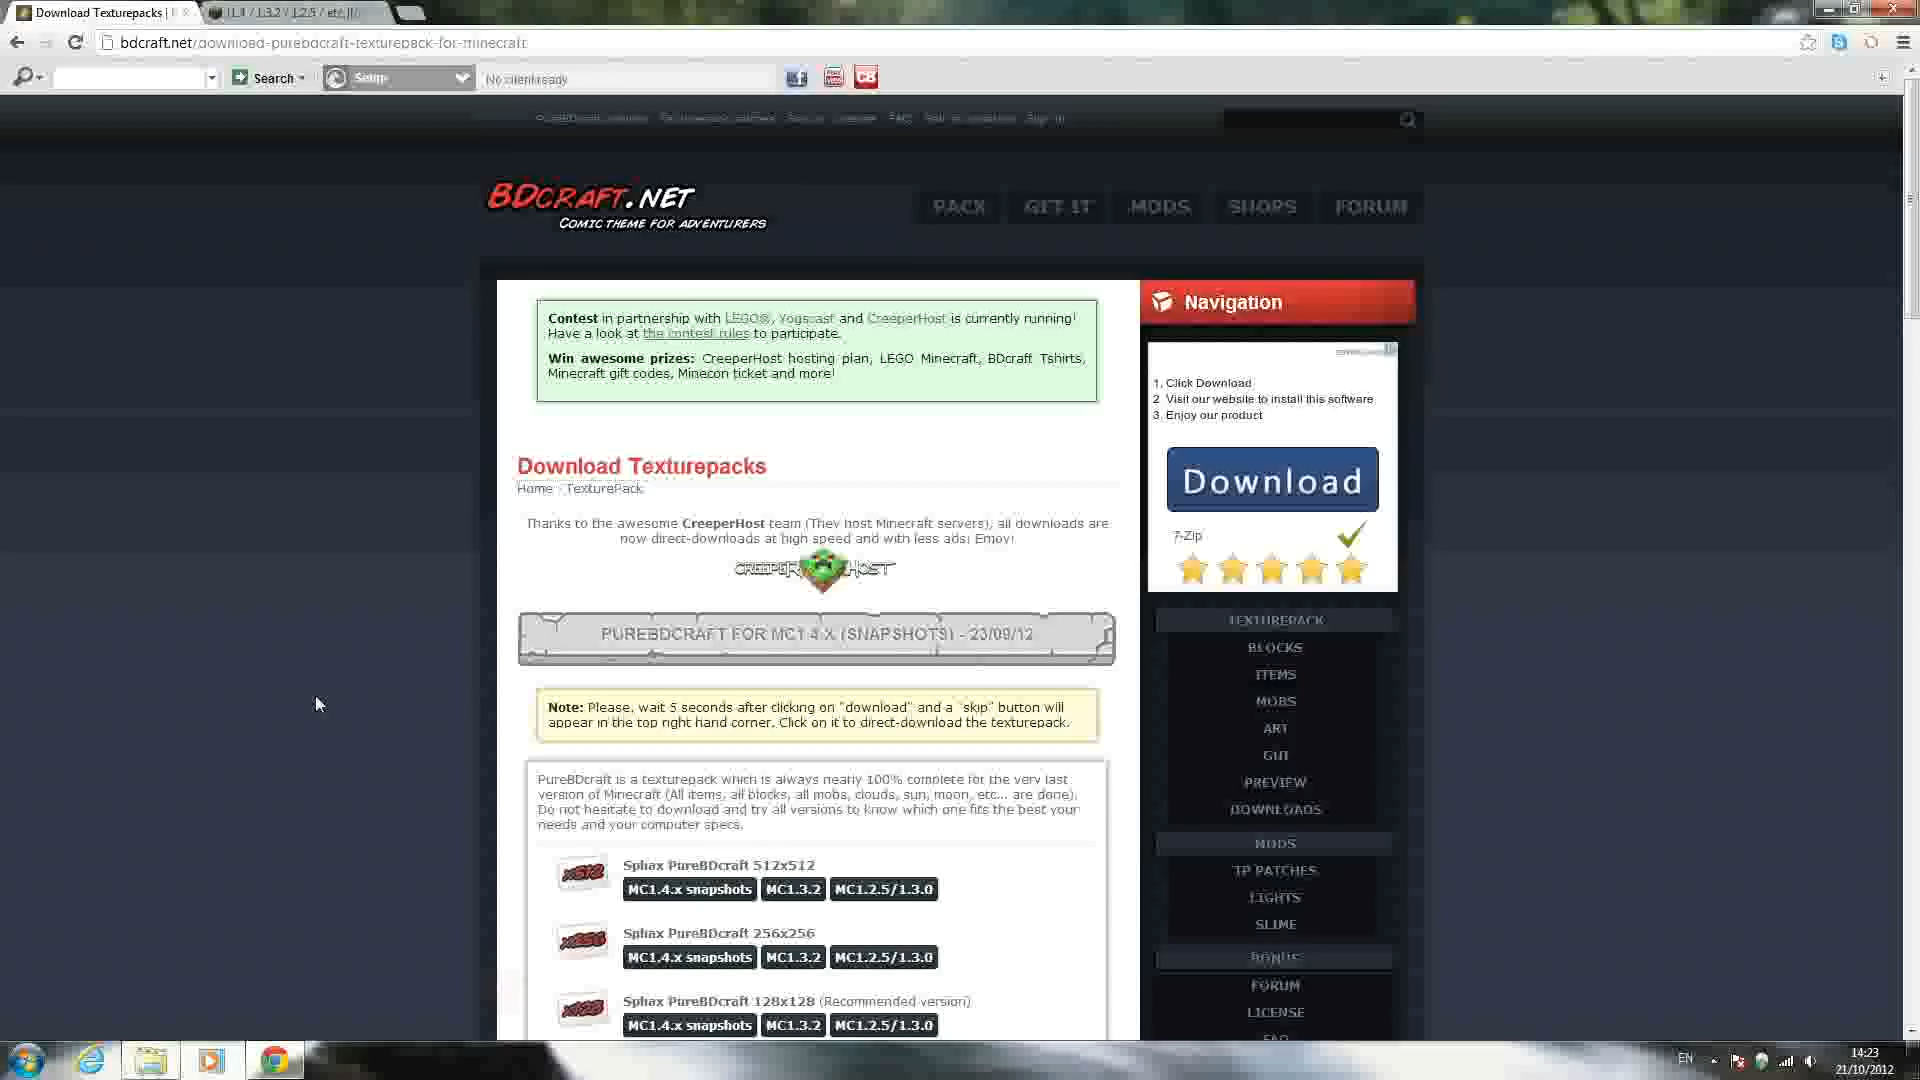 Download Texturepacks |
bdcraft.net/download-purebdcraft-texturepack-for-minecraft
Search
Setup
No silent ready
FAQ
Sign in
BDCRAFT.NET
COMIC THEME FOR ADVENTURERS
PACK
GET IT
MODS
SHOPS
FORUM
Contest in partnership with LEGO®, Yogscast and CreeperHost is currently running!
Have a look at the contest rules to participate.
Win awesome prizes: CreeperHost hosting plan, LEGO Minecraft, BDcraft Tshirts,
Minecraft gift codes, Minecon ticket and more!
Download Texturepacks
Home · TexturePack
Thanks to the awesome CreeperHost team (They host Minecraft servers), all downloads are
now direct-downloads at high speed and with less ads! Enjoy!
CREEPERHOST
PUREBDCRAFT FOR MC1.4.X (SNAPSHOTS) - 23/09/12
Note: Please, wait 5 seconds after clicking on "download" and a "skip" button will
appear in the top right hand corner. Click on it to direct-download the texturepack.
PureBDcraft is a texturepack which is always nearly 100% complete for the very last
version of Minecraft (All items, all blocks, all mobs, clouds, sun, moon, etc... are done).
Do not hesitate to download and try all versions to know which one fits the best your
needs and your computer specs.
x512
Sphax PureBDcraft 512x512
MC1.4.x snapshots
MC1.3.2
MC1.2.5/1.3.0
x256
Sphax PureBDcraft 256x256
MC1.4.x snapshots
MC1.3.2
MC1.2.5/1.3.0
x128
Sphax PureBDcraft 128x128 (Recommended version)
MC1.4.x snapshots
MC1.3.2
MC1.2.5/1.3.0
Navigation
1. Click Download
2 Visit our website to install this software
3. Enjoy our product
Download
7-Zip
TEXTUREPACK
BLOCKS
ITEMS
MOBS
ART
GUI
PREVIEW
DOWNLOADS
MODS
TP PATCHES
LIGHTS
SLIME
BONUS
FORUM
LICENSE
FAQ
EN
14:23
21/10/2012